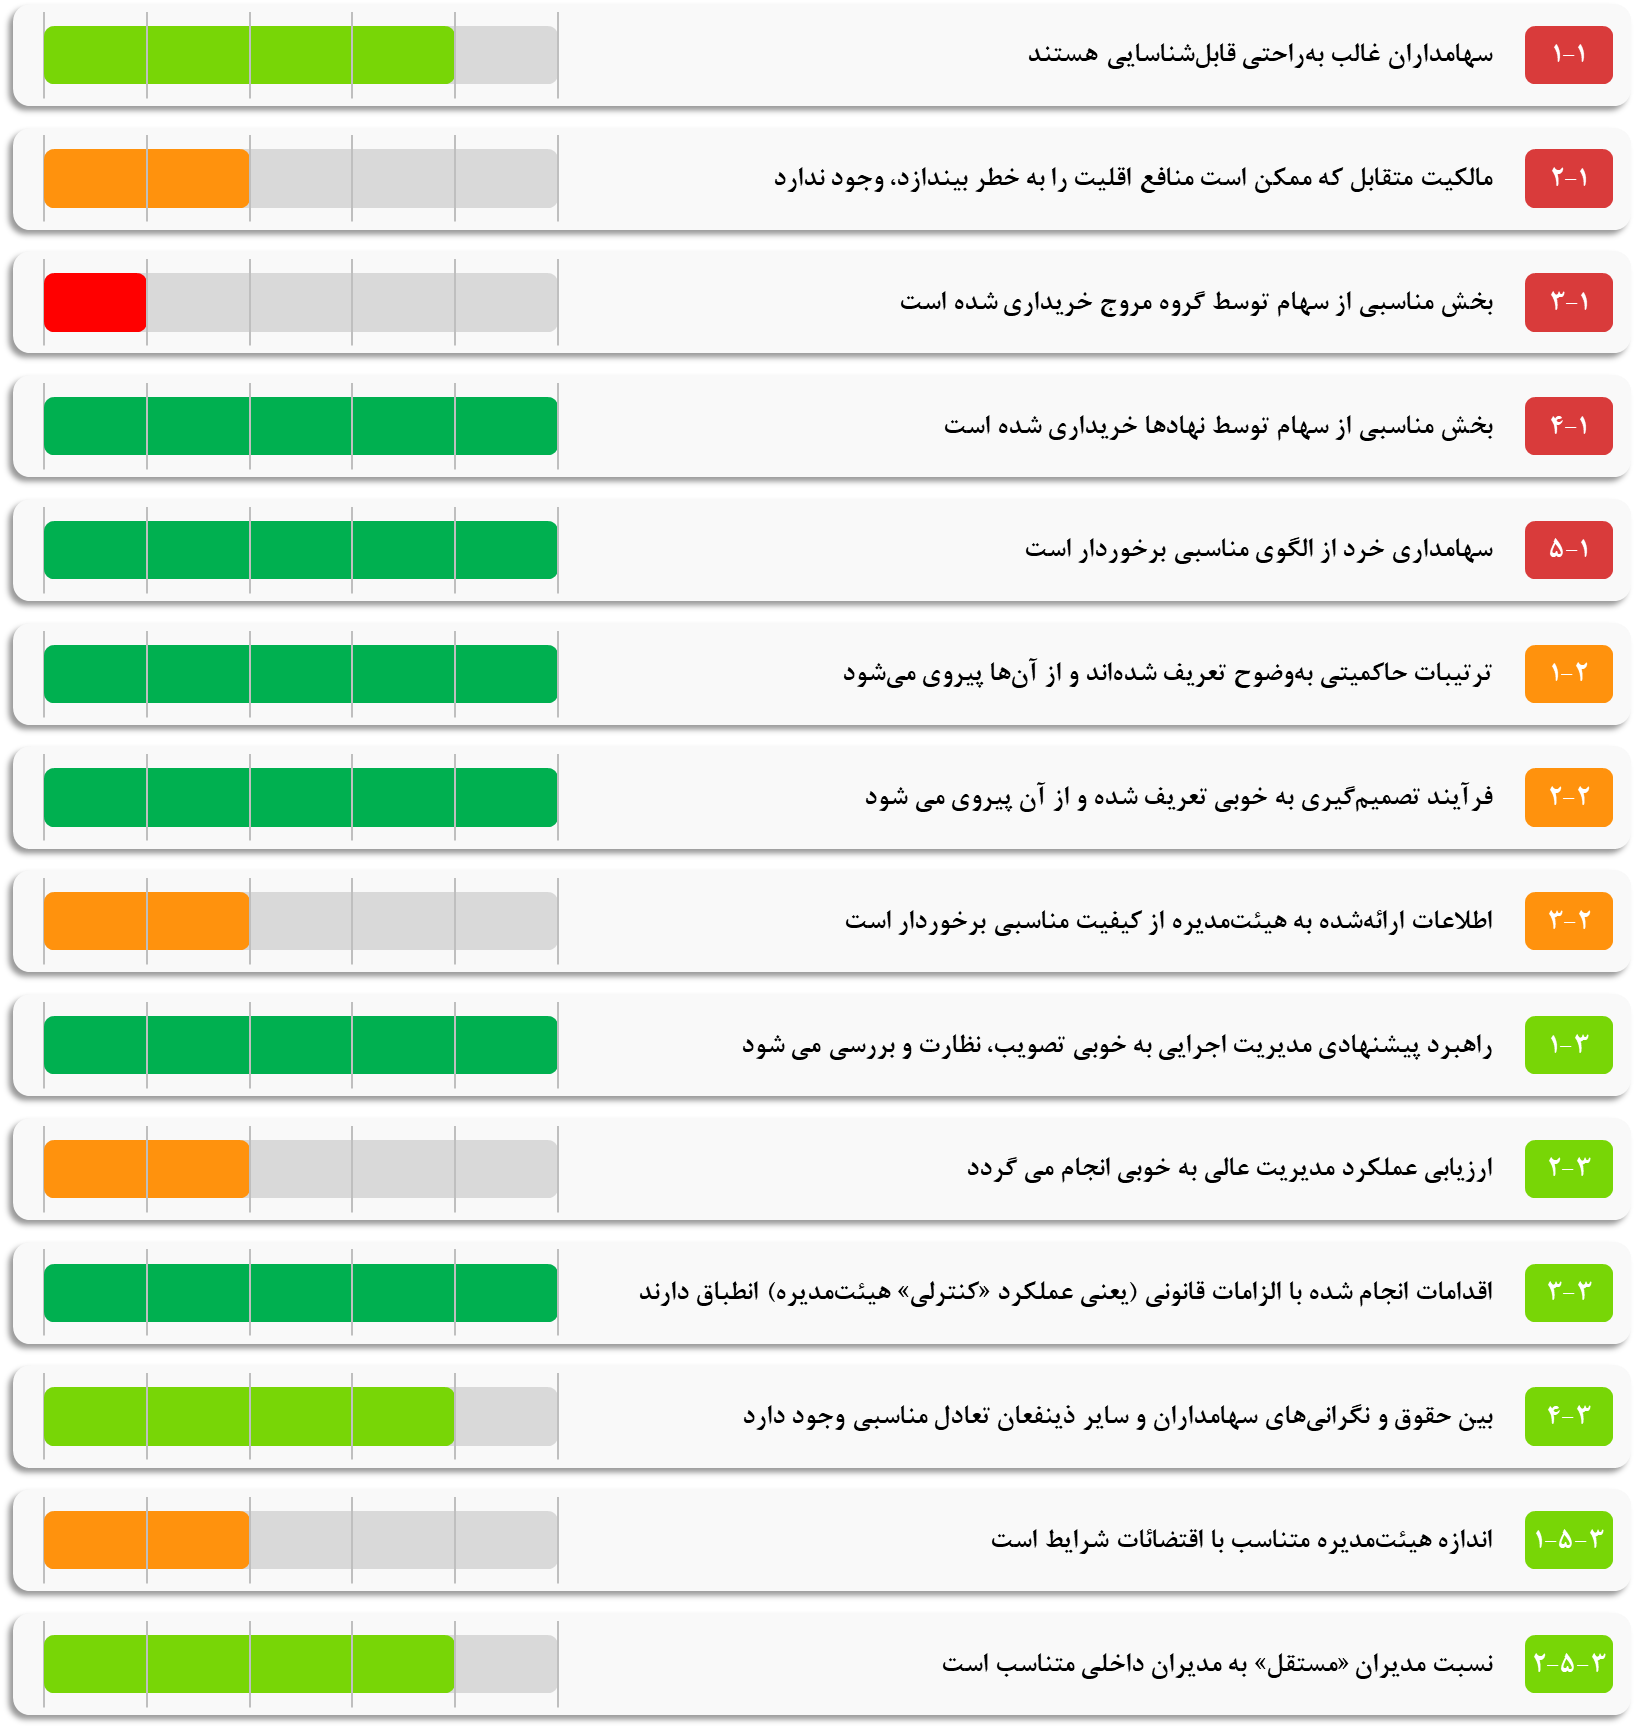 ۱-۱ سهامداران غالب به‌راحتی قابل‌شناسایی هستند
۲-۱ مالکیت متقابل که ممکن است منافع اقلیت را به خطر بیندازد، وجود ندارد
۳-۱ بخش مناسبی از سهام توسط گروه مروج خریداری شده است
۴-۱ بخش مناسبی از سهام توسط نهادها خریداری شده است
۵-۱ سهامداری خرد از الگوی مناسبی برخوردار است
۱-۲ ترتیبات حاکمیتی به‌وضوح تعریف شده‌اند و از آن‌ها پیروی می‌شود
۲-۲ فرآیند تصمیم‌گیری به خوبی تعریف شده و از آن پیروی می شود
۳-۲ اطلاعات ارائه‌شده به هیئت‌مدیره از کیفیت مناسبی برخوردار است
۱-۳ راهبرد پیشنهادی مدیریت اجرایی به خوبی تصویب، نظارت و بررسی می شود
۲-۳ ارزیابی عملکرد مدیریت عالی به خوبی انجام می گردد
۳-۳ اقدامات انجام شده با الزامات قانونی (یعنی عملکرد «کنترلی» هیئت‌مدیره) انطباق دارند
۴-۳ بین حقوق و نگرانی‌های سهامداران و سایر ذینفعان تعادل مناسبی وجود دارد
۱-۵-۳ اندازه هیئت‌مدیره متناسب با اقتضائات شرایط است
۲-۵-۳ نسبت مدیران «مستقل» به مدیران داخلی متناسب است